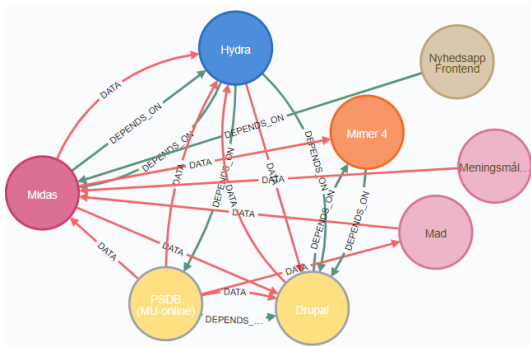 Hydra
Nyhedsapp
Frontend
DATA
DEPENDS_ON
DEPENDS_ON
DEPENDS_ON
Mimer 4
DATA
DEPENDS_ON
DEPENDS_ON
Meningsmål...
Midas
DATA
DATA
DATA
DATA
DATA
DEPENDS_ON
DEPENDS_ON
Mad
DATA
DATA
DATA
DATA
PSDB
(MU-online)
DATA
Drupal
DEPENDS_...